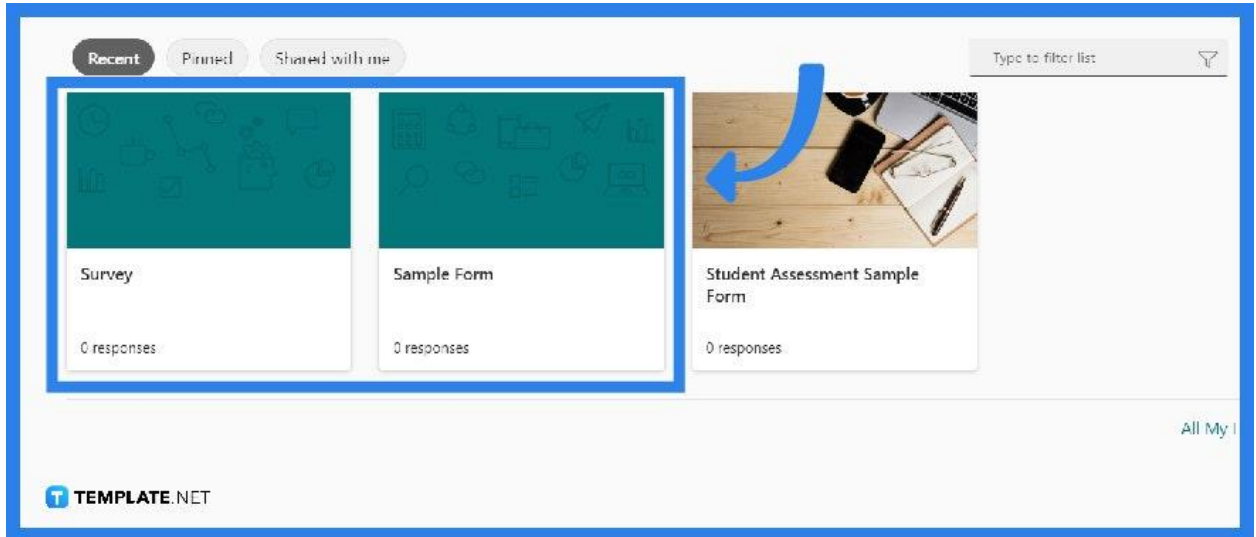 Recent
Pinned
Shared with me
Type to filter list
Survey
Sample Form
Student Assessment Sample
Form
0 responses
0 responses
0 responses
All My
TEMPLATE.NET